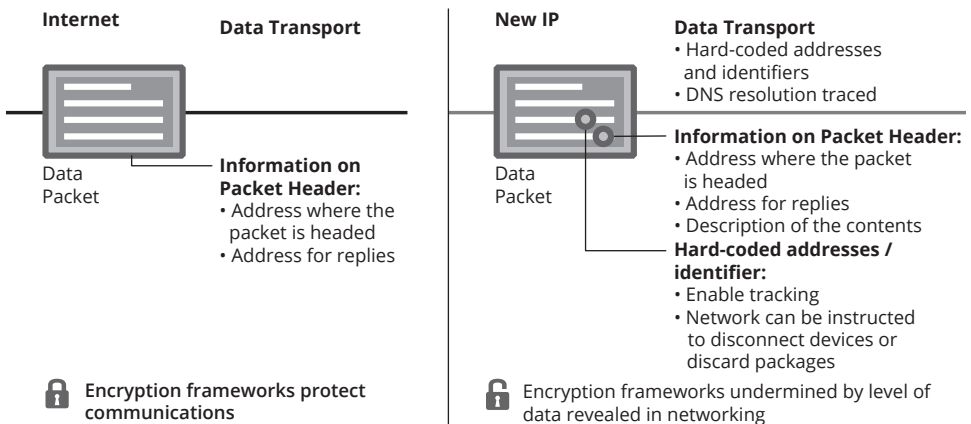 Internet
Data Transport
Data
Packet
Information on
Packet Header:
• Address where the
packet is headed
• Address for replies
Encryption frameworks protect
communications
New IP
Data Transport
• Hard-coded addresses
and identifiers
• DNS resolution traced
Data
Packet
Information on Packet Header:
• Address where the packet
is headed
• Address for replies
• Description of the contents
Hard-coded addresses /
identifier:
• Enable tracking
• Network can be instructed
to disconnect devices or
discard packages
Encryption frameworks undermined by level of
data revealed in networking